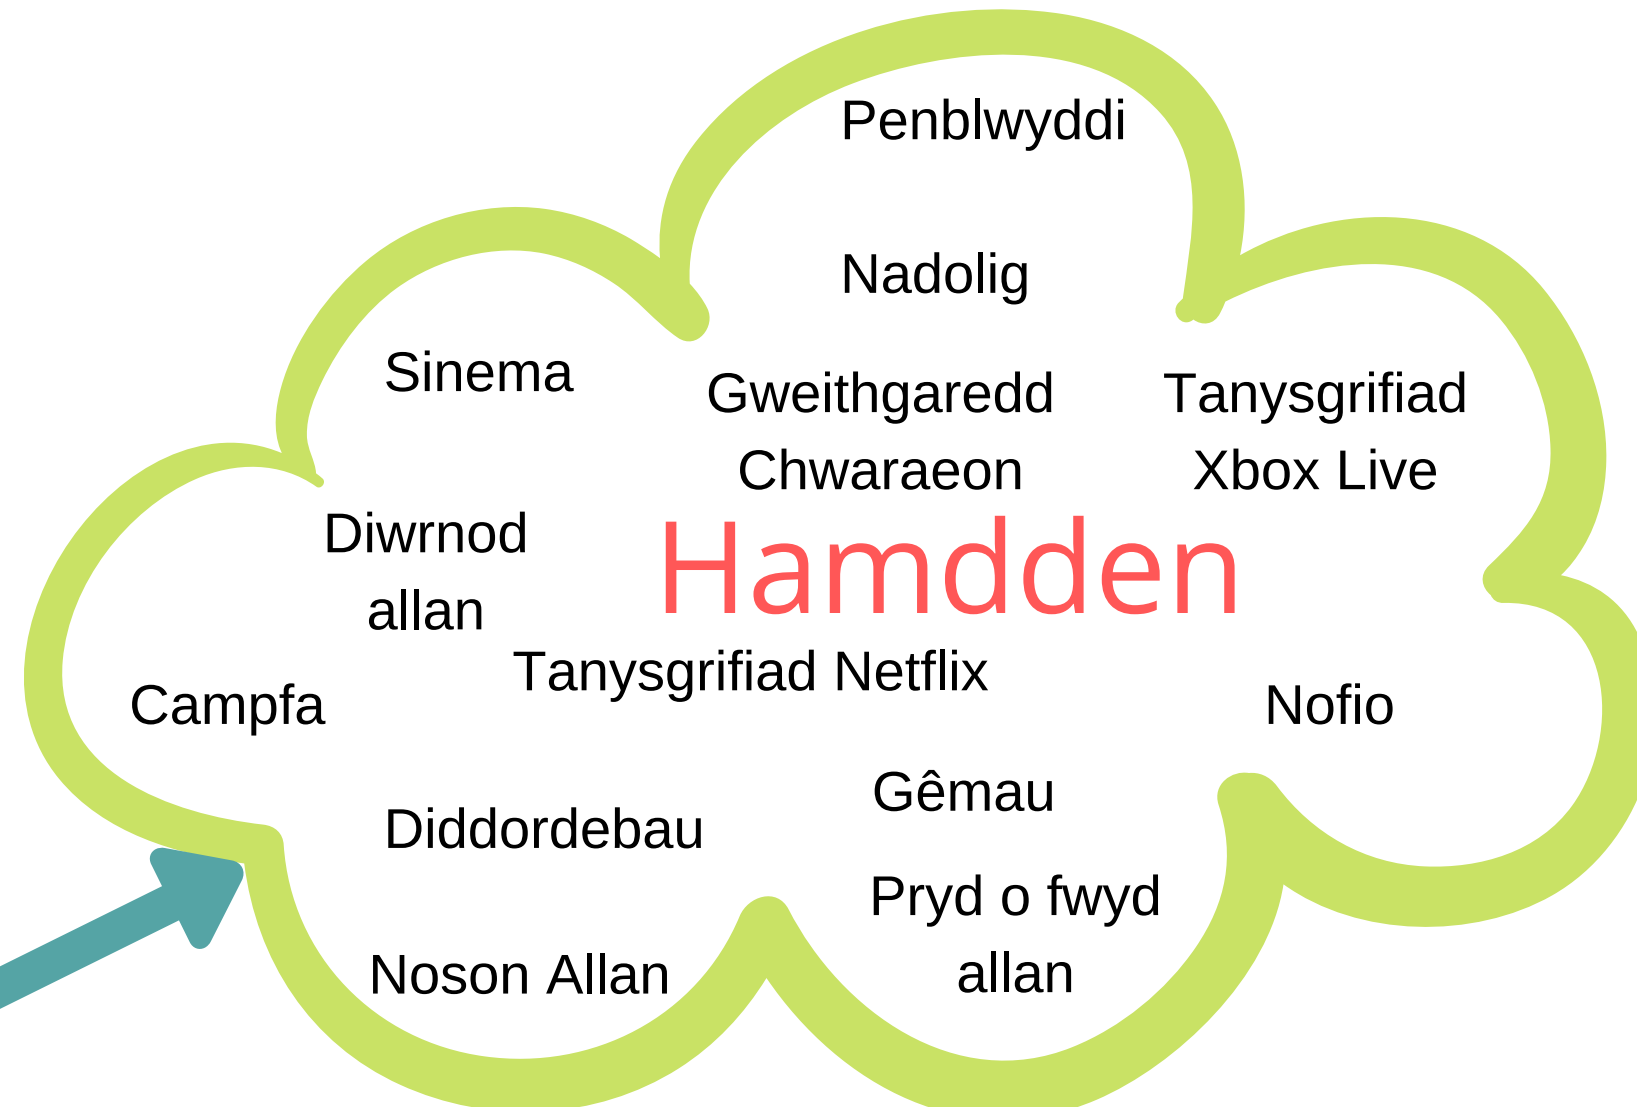 Penblwyddi
Nadolig
Sinema
Gweithgaredd
Chwaraeon
Tanysgrifiad
Xbox Live
Diwrnod
allan
Hamdden
Tanysgrifiad Netflix
Campfa
Nofio
Gêmau
Diddordebau
Pryd o fwyd
allan
Noson Allan